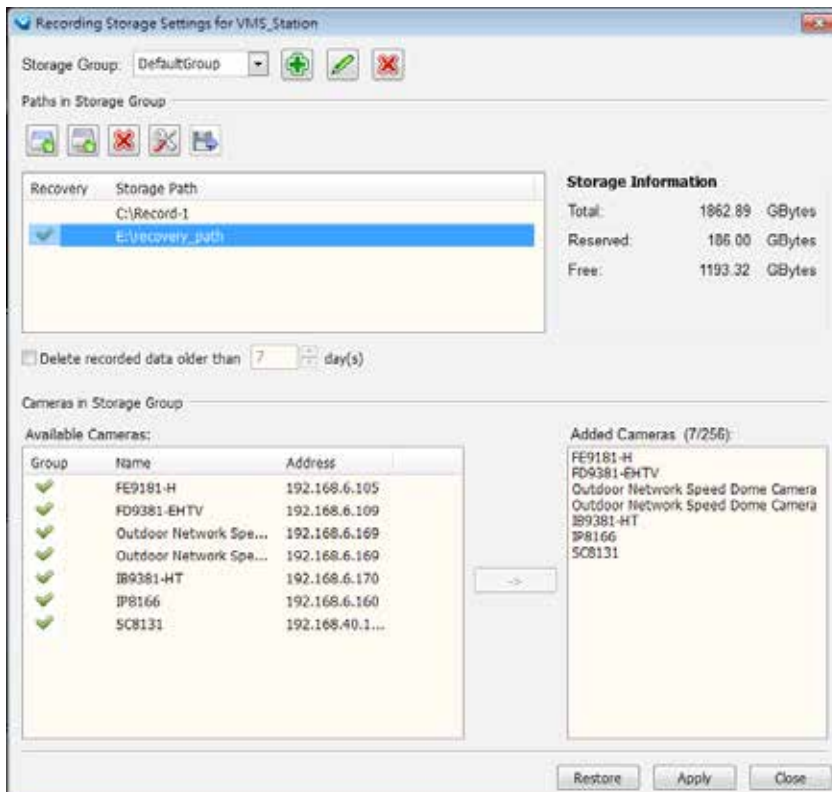 Recording Storage Settings for VMS_Station
Storage Group: DefaultGroup
Paths in Storage Group
Recovery Storage Path
C:\Record-1
E:\recovery_path
Storage Information
Total: 1862.89 GBytes
Reserved: 186.00 GBytes
Free: 1193.32 GBytes
Delete recorded data older than 7 day(s)
Cameras in Storage Group
Available Cameras:
Group Name Address
FE9181-H 192.168.6.105
FD9381-EHTV 192.168.6.109
Outdoor Network Spe... 192.168.6.169
Outdoor Network Spe... 192.168.6.169
IB9381-HT 192.168.6.170
IP8166 192.168.6.160
SC8131 192.168.40.1...
->
Added Cameras (7/256):
FE9181-H
FD9381-EHTV
Outdoor Network Speed Dome Camera
Outdoor Network Speed Dome Camera
IB9381-HT
IP8166
SC8131
Restore Apply Close